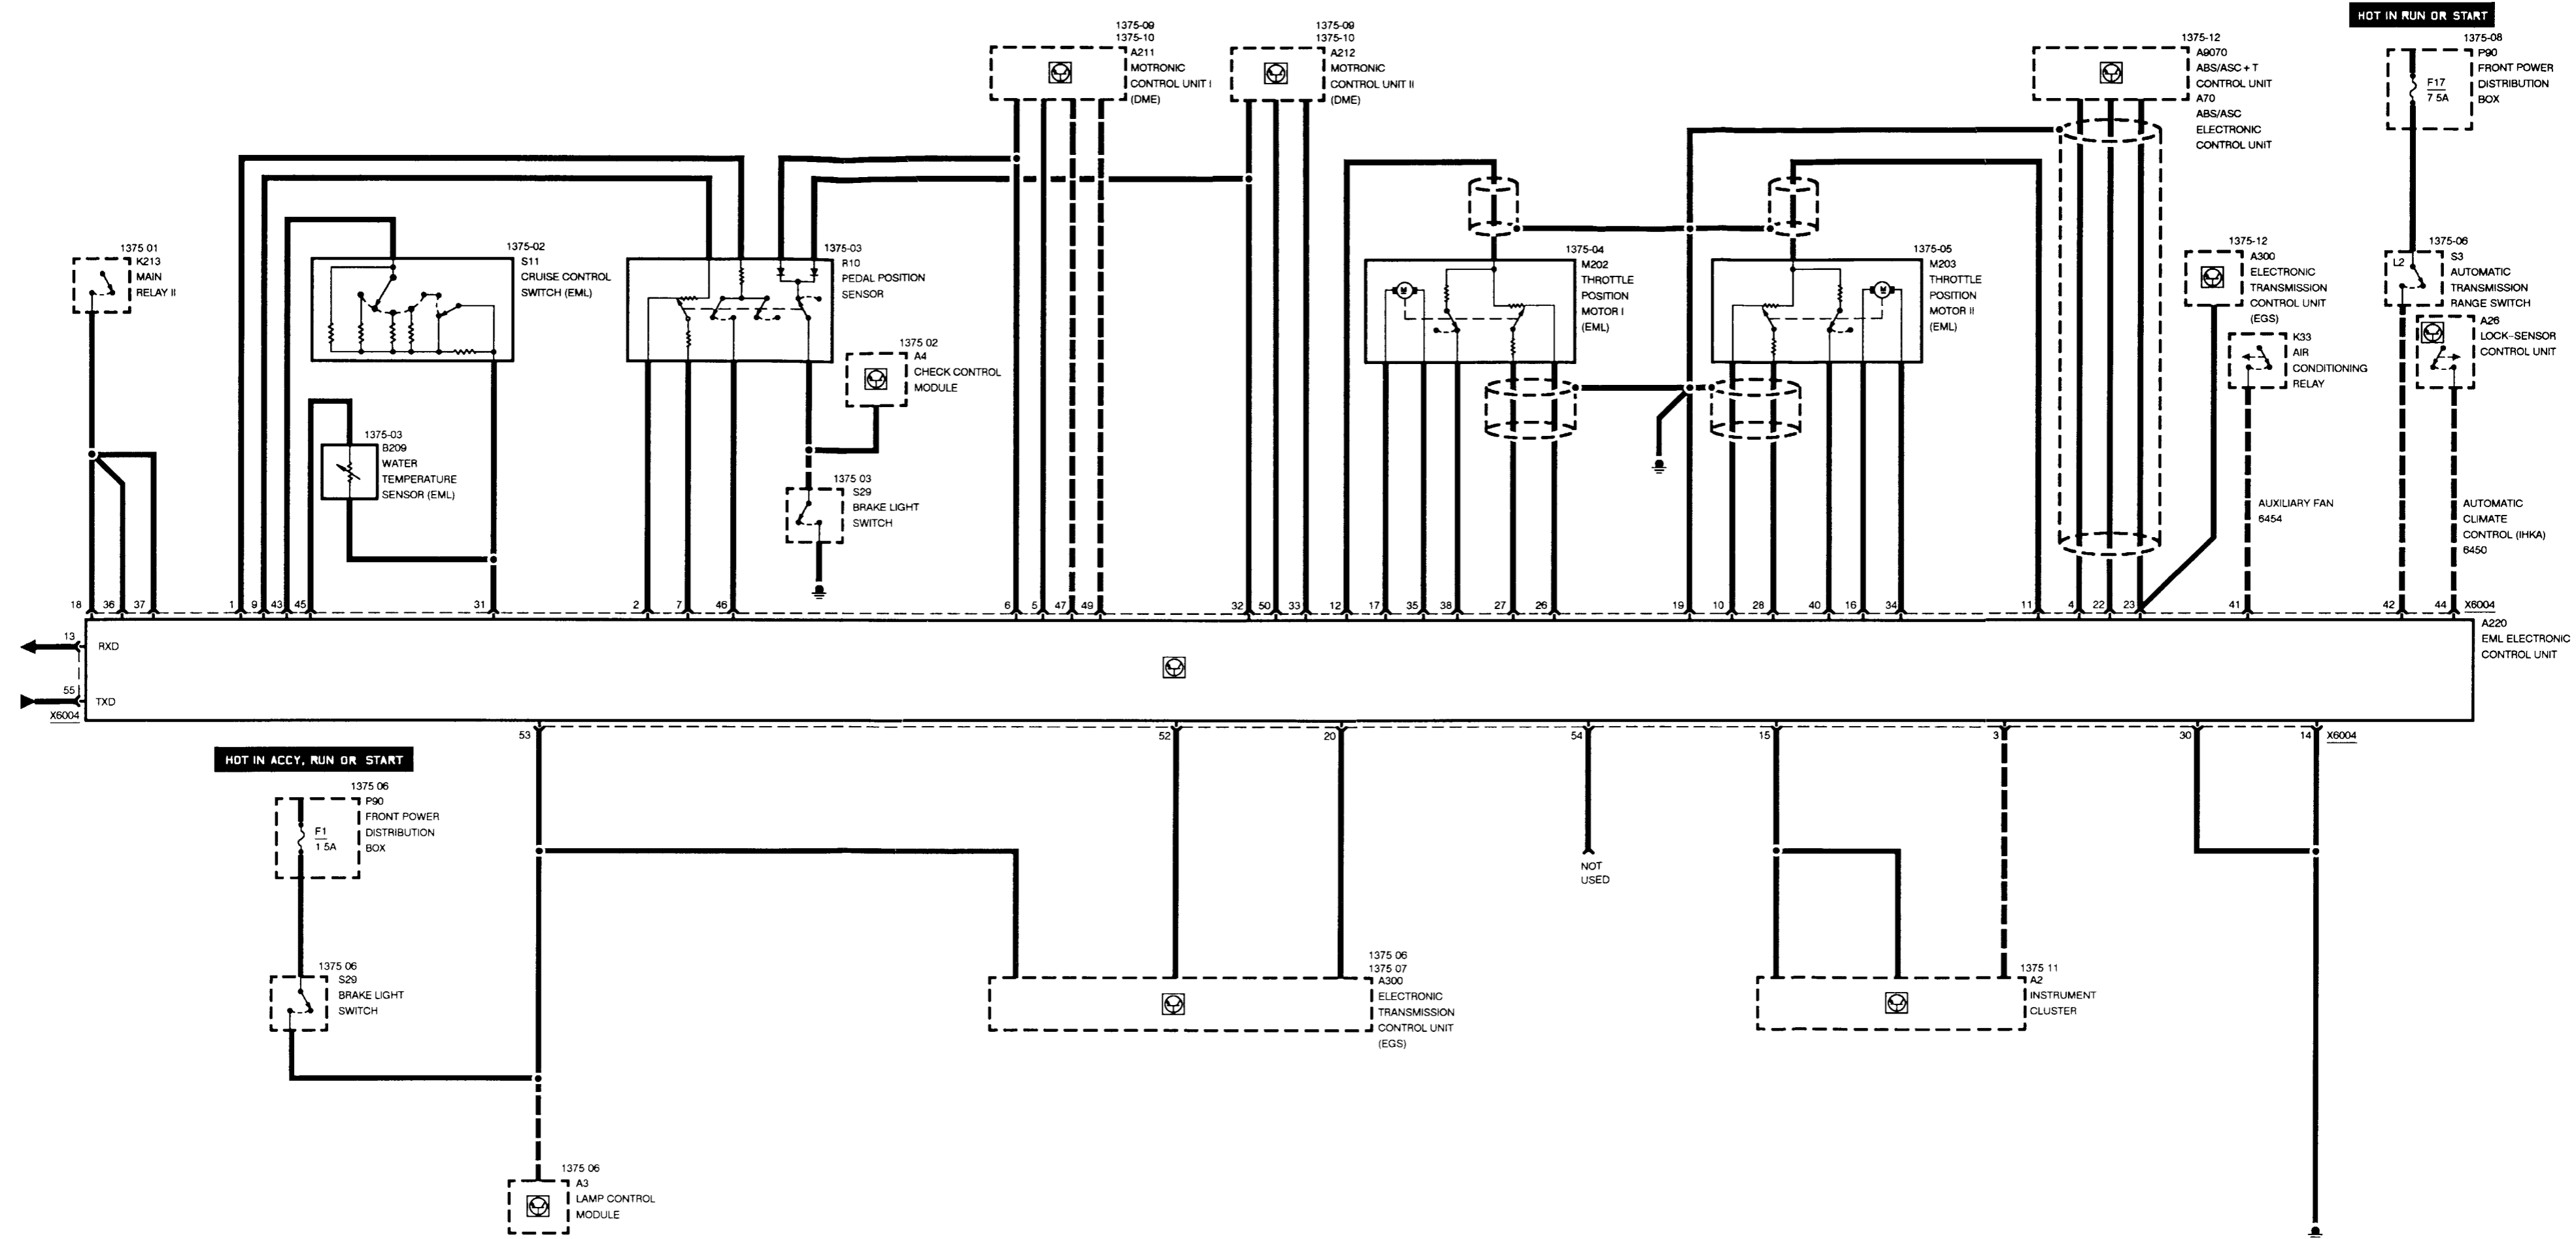 HOT IN RUN OR START
1375-09
1375-10
A211
MOTRONIC
CONTROL UNIT I
(DME)
1375-09
1375-10
A212
MOTRONIC
CONTROL UNIT II
(DME)
1375-12
A9070
ABS/ASC + T
CONTROL UNIT
A70
ABS/ASC
ELECTRONIC
CONTROL UNIT
1375-08
P90
FRONT POWER
DISTRIBUTION
BOX
F17
7 5A
1375 01
K213
MAIN
RELAY II
1375-02
S11
CRUISE CONTROL
SWITCH (EML)
1375-03
R10
PEDAL POSITION
SENSOR
1375-04
M202
THROTTLE
POSITION
MOTOR I
(EML)
M
1375-05
M203
THROTTLE
POSITION
MOTOR II
(EML)
M
1375-12
A300
ELECTRONIC
TRANSMISSION
CONTROL UNIT
(EGS)
K33
AIR
CONDITIONING
RELAY
1375-06
L2
S3
AUTOMATIC
TRANSMISSION
RANGE SWITCH
A26
LOCK-SENSOR
CONTROL UNIT
1375 02
A4
CHECK CONTROL
MODULE
1375-03
B209
WATER
TEMPERATURE
SENSOR (EML)
1375 03
S29
BRAKE LIGHT
SWITCH
AUXILIARY FAN
6454
AUTOMATIC
CLIMATE
CONTROL (IHKA)
6450
18 36 37 1 9 43 45 31 2 7 46 6 5 47 49 32 50 33 12 17 35 38 27 26 19 10 28 40 16 34 11 4 22 23 41 42 44 X6004
A220
EML ELECTRONIC
CONTROL UNIT
13 RXD
55 TXD
X6004
53 52 20 54 15 3 30 14 X6004
HOT IN ACCY, RUN OR START
1375 06
P90
FRONT POWER
DISTRIBUTION
BOX
F1
1 5A
NOT
USED
1375 06
S29
BRAKE LIGHT
SWITCH
1375 06
1375 07
A300
ELECTRONIC
TRANSMISSION
CONTROL UNIT
(EGS)
1375 11
A2
INSTRUMENT
CLUSTER
1375 06
A3
LAMP CONTROL
MODULE